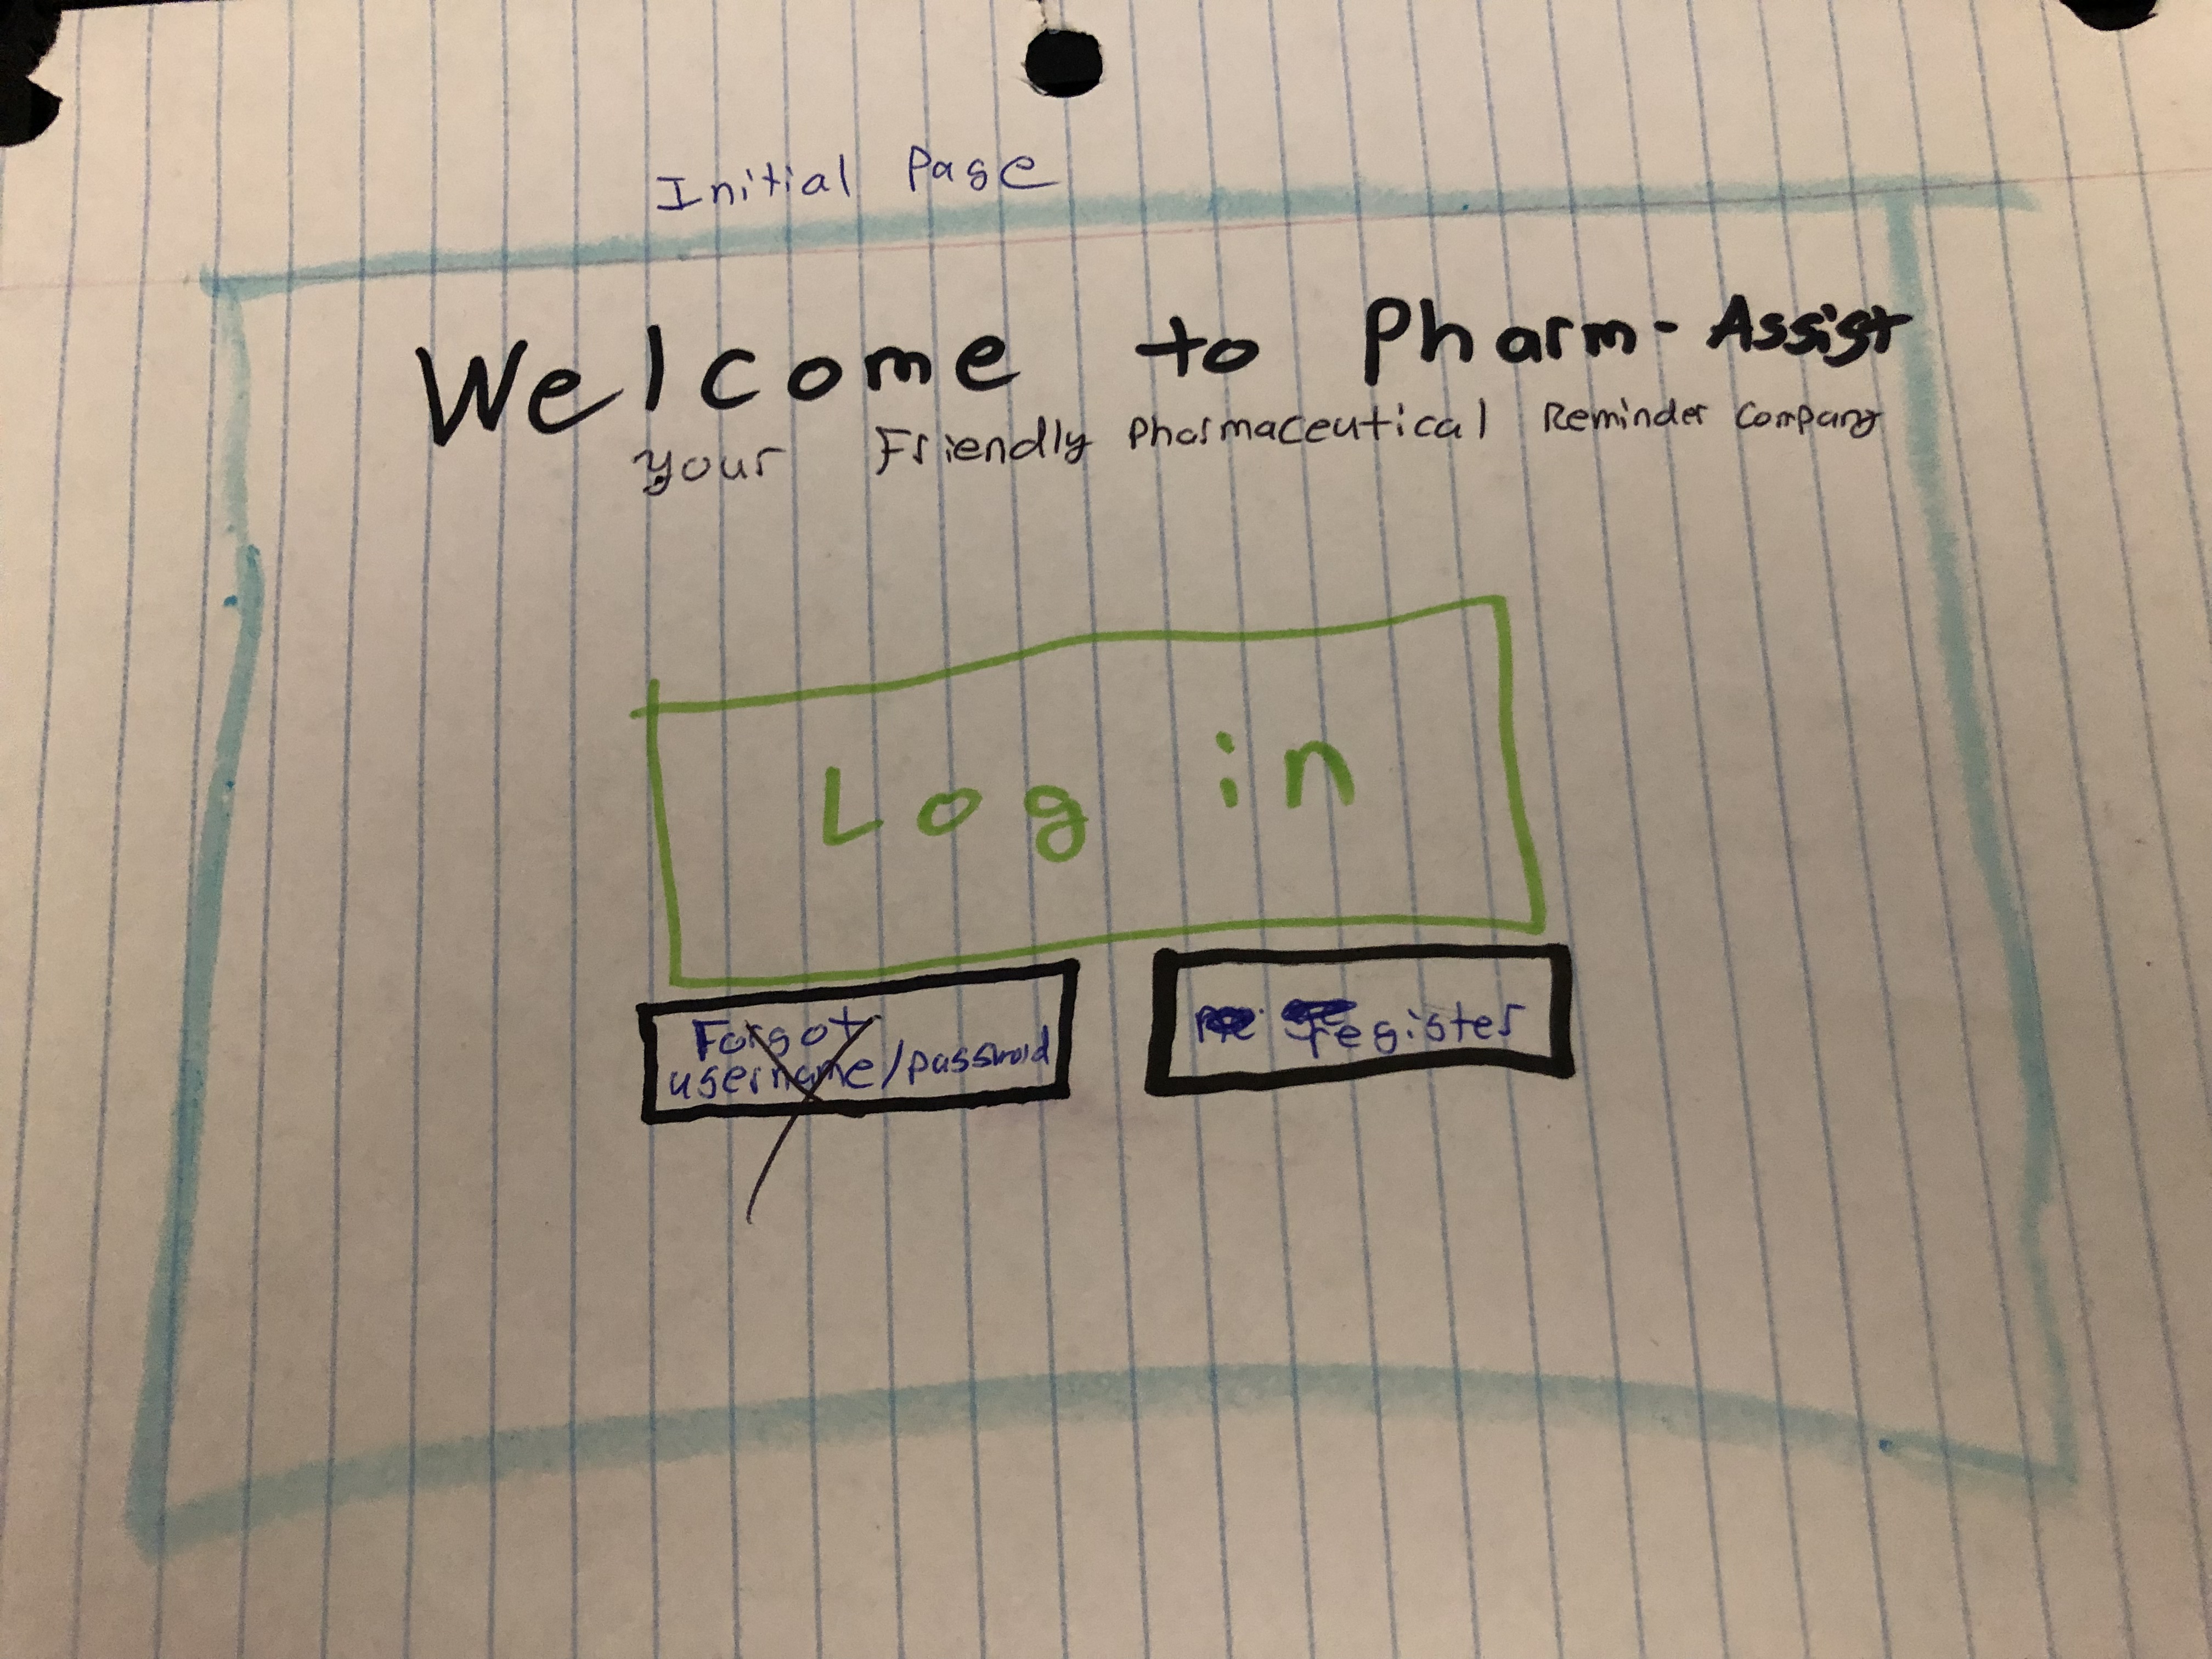 Initial Page
Welcome to Pharm-Assist
your Friendly Pharmaceutical Reminder Company
Log in
Forgot
username/password
register